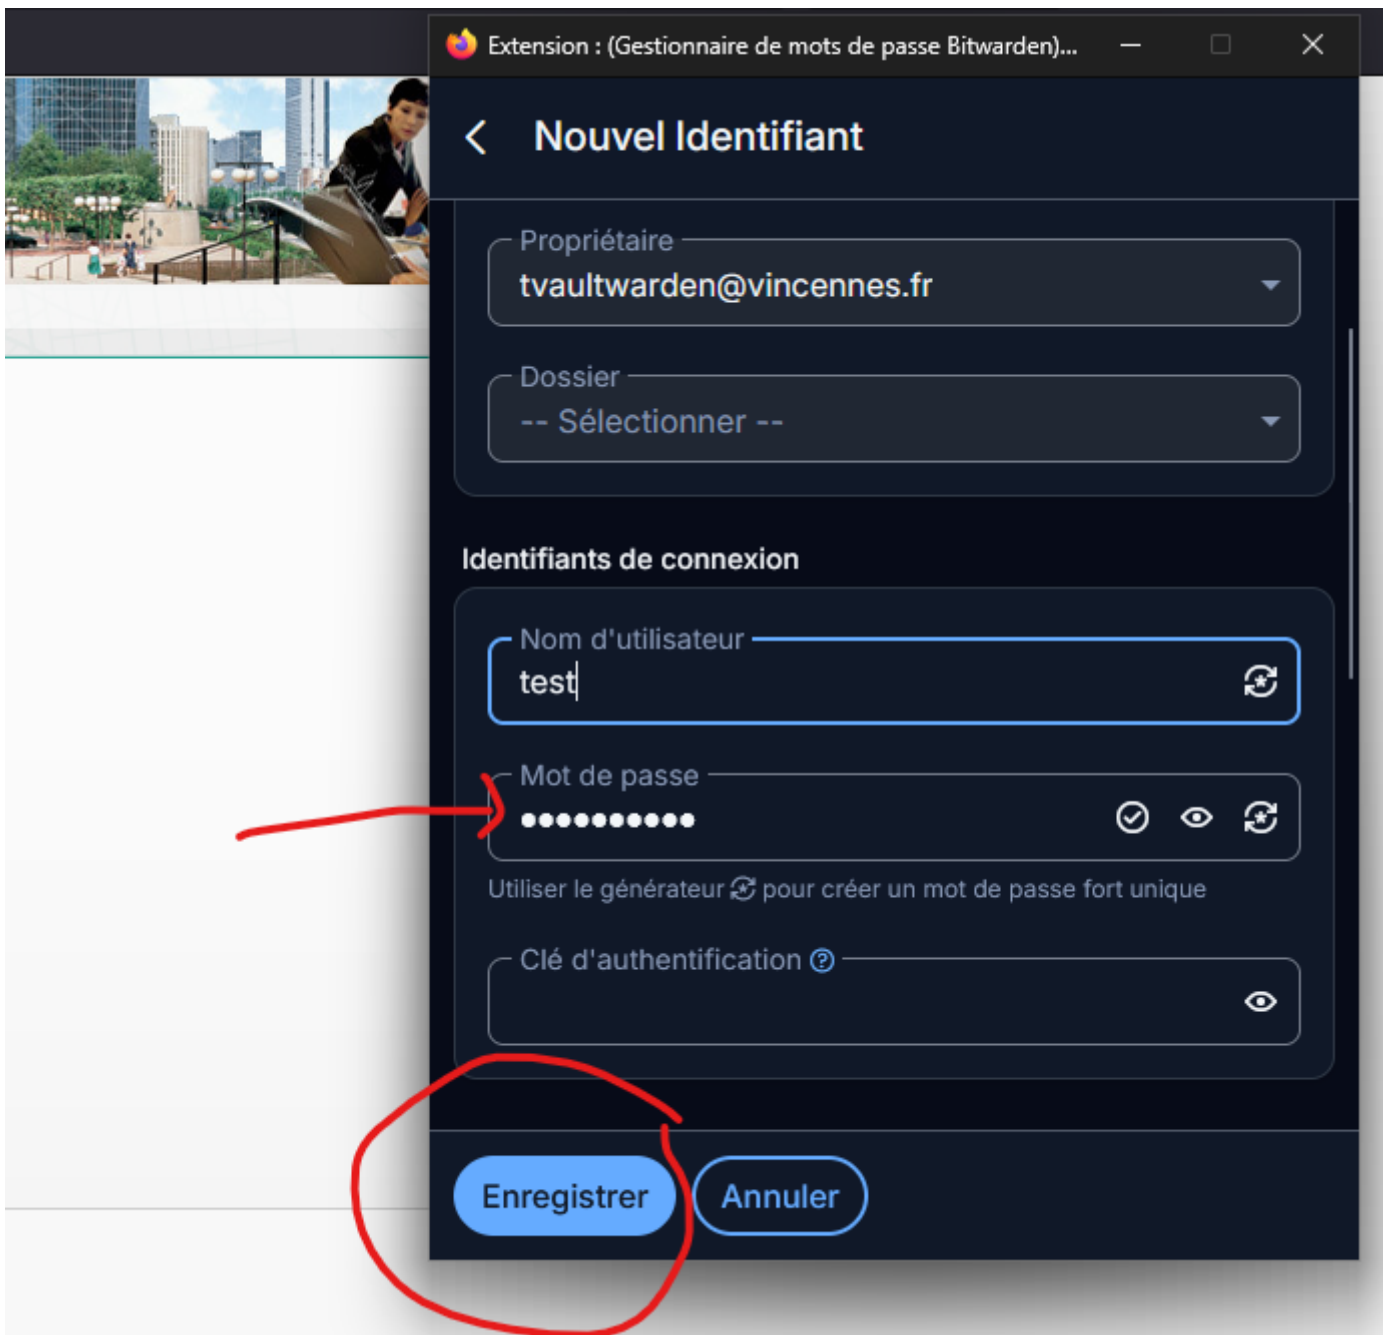 Extension : (Gestionnaire de mots de passe Bitwarden)...
Nouvel Identifiant
Propriétaire
tvaultwarden@vincennes.fr
Dossier
-- Sélectionner --
Identifiants de connexion
Nom d'utilisateur
test
Mot de passe
••••••••••
Utiliser le générateur pour créer un mot de passe fort unique
Clé d'authentification
Enregistrer Annuler